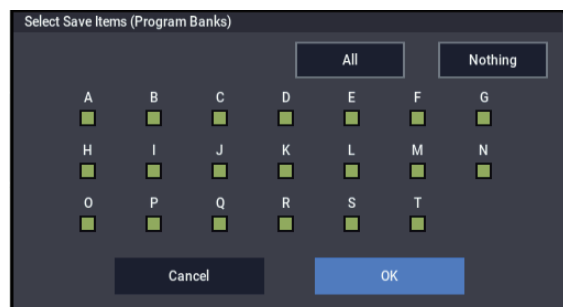 Select Save Items (Program Banks)
All Nothing
A B C D E F G
H I J K L M N
O P Q R S T
Cancel OK